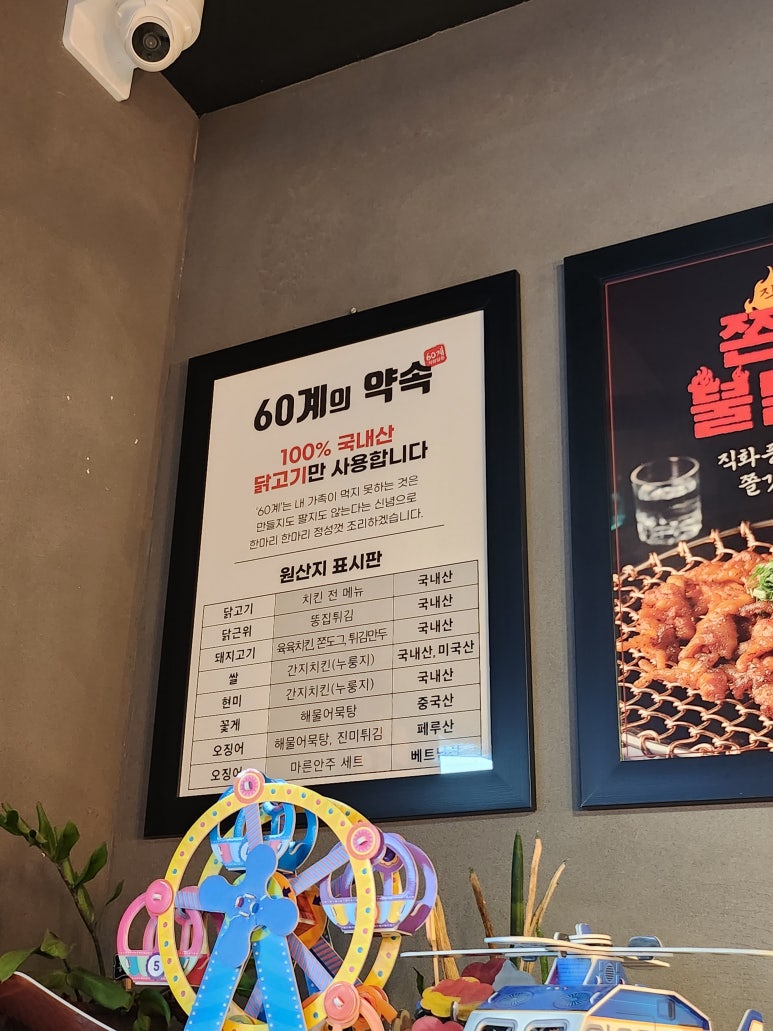 60계의 약속
60계
100% 국내산
닭고기만 사용합니다
'60계'는 내 가족이 먹지 못하는 것은
만들지도 팔지도 않는다는 신념으로
한마리 한마리 정성껏 조리하겠습니다.
원산지 표시판
닭고기 치킨 전 메뉴 국내산
닭근위 똥집튀김 국내산
돼지고기 육육치킨, 쫀도그, 튀김만두 국내산
쌀 간지치킨(누룽지) 국내산, 미국산
현미 간지치킨(누룽지) 국내산
꽃게 해물어묵탕 중국산
오징어 해물어묵탕, 진미튀김 페루산
오징어 마른안주 세트
쫀
불
직화
쫄깃
5